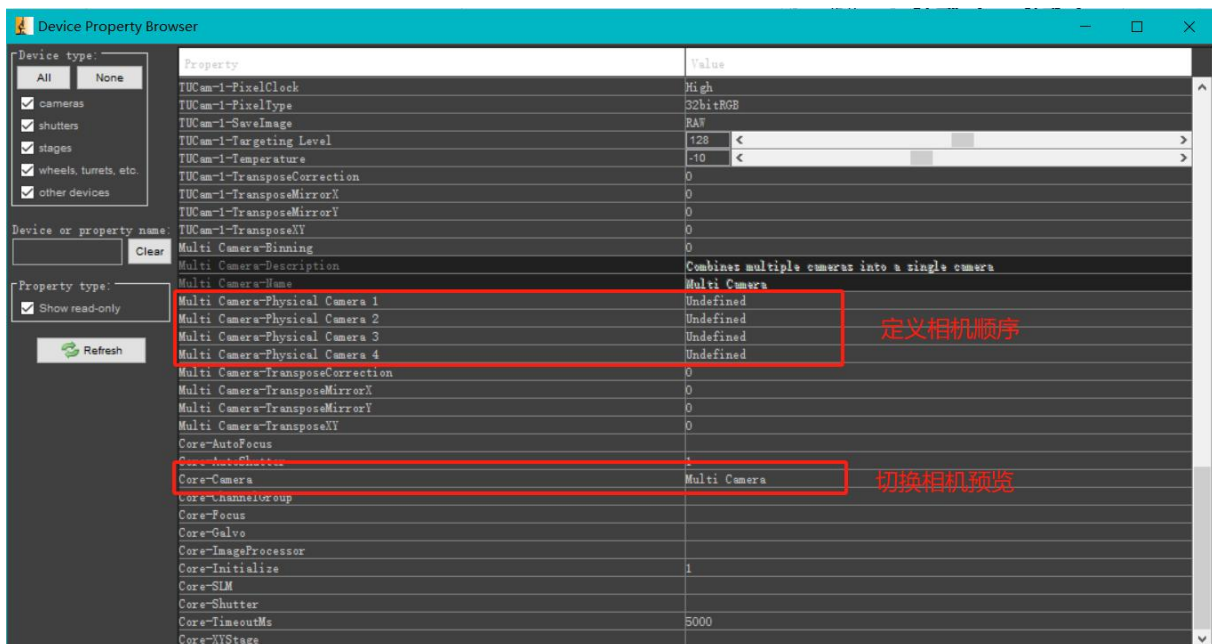 Device Property Browser
Device type:
All None
cameras
shutters
stages
wheels, turrets, etc.
other devices
Device or property name:
Clear
Property type:
Show read-only
Refresh
Property Value
TUCam-1-PixelClock High
TUCam-1-PixelType 32bitRGB
TUCam-1-SaveImage RAW
TUCam-1-Targeting Level 128
TUCam-1-Temperature -10
TUCam-1-TransposeCorrection 0
TUCam-1-TransposeMirrorX 0
TUCam-1-TransposeMirrorY 0
TUCam-1-TransposeXY 0
Multi Camera-Binning 0
Multi Camera-Description Combines multiple cameras into a single camera
Multi Camera-Name Multi Camera
Multi Camera-Physical Camera 1 Undefined
Multi Camera-Physical Camera 2 Undefined
定义相机顺序
Multi Camera-Physical Camera 3 Undefined
Multi Camera-Physical Camera 4 Undefined
Multi Camera-TransposeCorrection 0
Multi Camera-TransposeMirrorX 0
Multi Camera-TransposeMirrorY 0
Multi Camera-TransposeXY 0
Core-AutoFocus
Core-AutoShutter 1
Core-Camera Multi Camera
切换相机预览
Core-ChannelGroup
Core-Focus
Core-Galvo
Core-ImageProcessor
Core-Initialize 1
Core-SLM
Core-Shutter
Core-TimeoutMs 5000
Core-XYStage